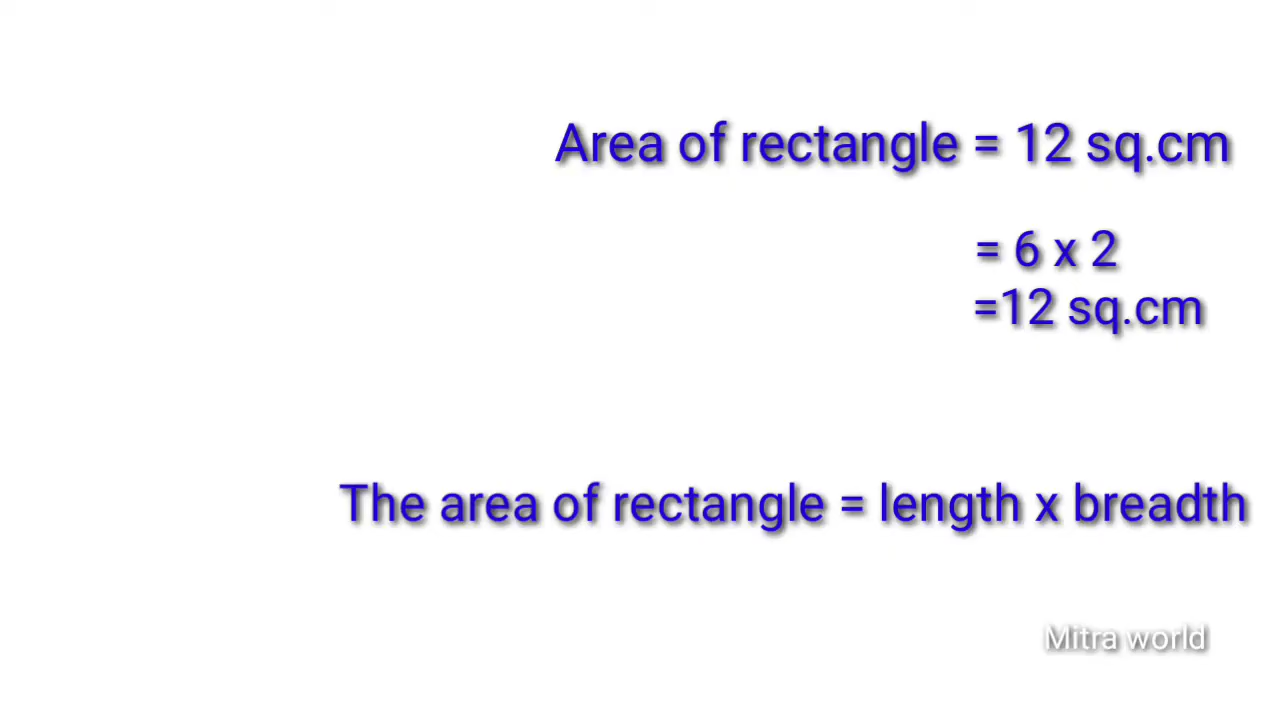 Area of rectangle = 12 sq.cm
= 6 x 2
=12 sq.cm
The area of rectangle = length x breadth
Mitra world